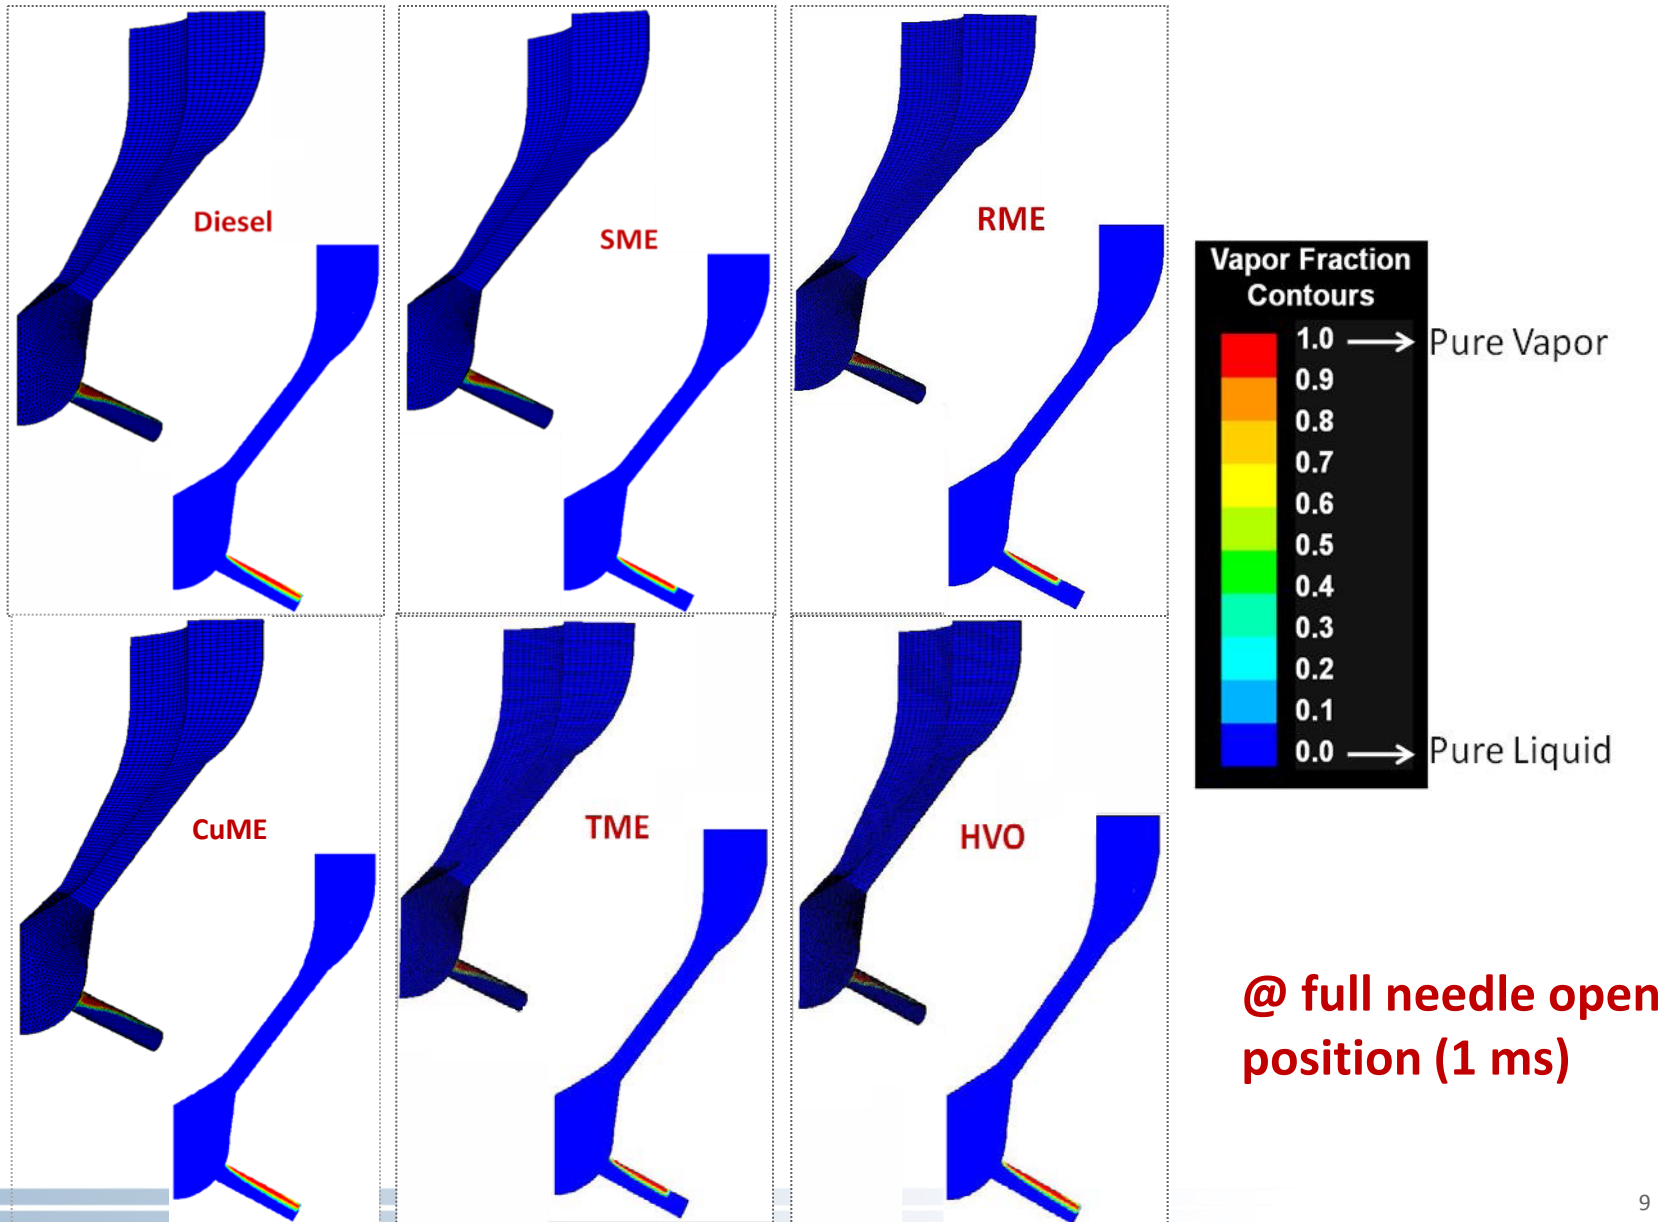 Diesel
SME
RME
Vapor Fraction
Contours
1.0
Pure Vapor
0.9
0.8
0.7
0.6
0.5
0.4
0.3
0.2
0.1
0.0
Pure Liquid
CuME
TME
HVO
@ full needle open
position (1 ms)
9